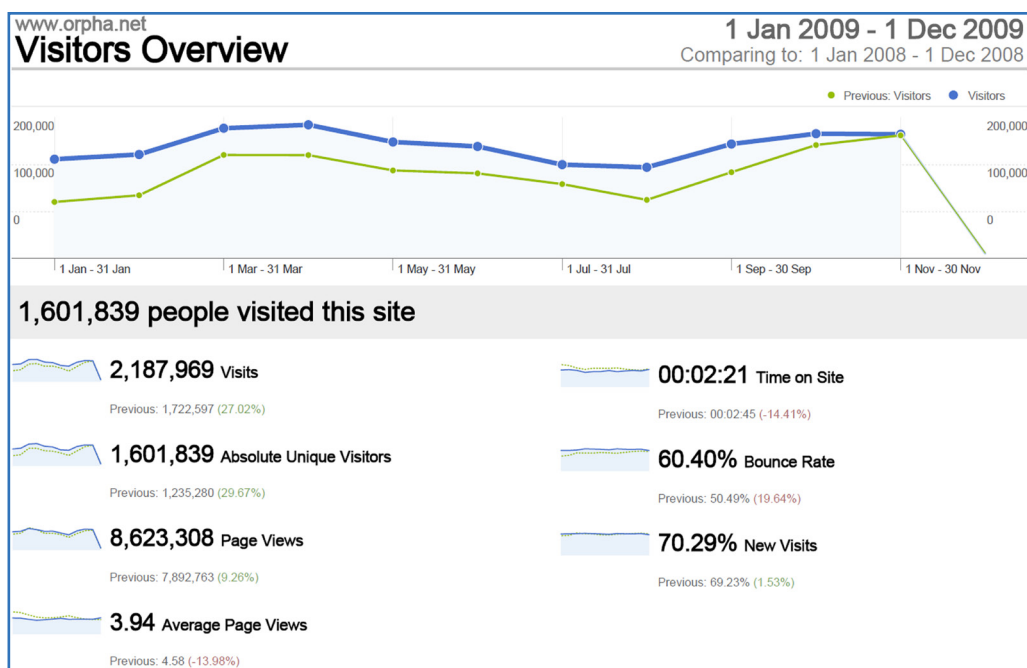 www.orpha.net
Visitors Overview
1 Jan 2009 - 1 Dec 2009
Comparing to: 1 Jan 2008 - 1 Dec 2008
Previous: Visitors Visitors
200,000 200,000
100,000 100,000
0 0
1 Jan - 31 Jan 1 Mar - 31 Mar 1 May - 31 May 1 Jul - 31 Jul 1 Sep - 30 Sep 1 Nov - 30 Nov
1,601,839 people visited this site
2,187,969 Visits
Previous: 1,722,597 (27.02%)
1,601,839 Absolute Unique Visitors
Previous: 1,235,280 (29.67%)
8,623,308 Page Views
Previous: 7,892,763 (9.26%)
3.94 Average Page Views
Previous: 4.58 (-13.98%)
00:02:21 Time on Site
Previous: 00:02:45 (-14.41%)
60.40% Bounce Rate
Previous: 50.49% (19.64%)
70.29% New Visits
Previous: 69.23% (1.53%)